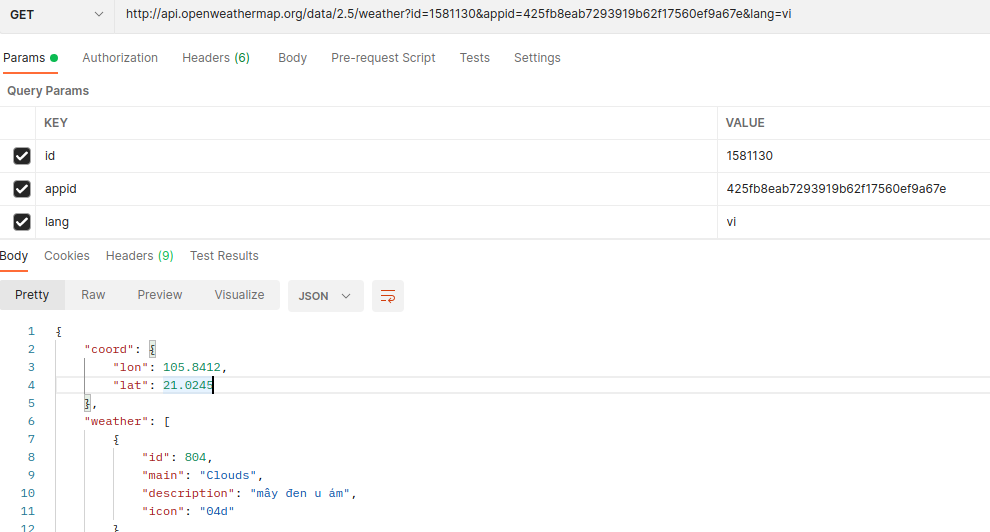 GET http://api.openweathermap.org/data/2.5/weather?id=1581130&appid=425fb8eab7293919b62f17560ef9a67e&lang=vi
Params Authorization Headers (6) Body Pre-request Script Tests Settings
Query Params
KEY VALUE
id 1581130
appid 425fb8eab7293919b62f17560ef9a67e
lang vi
Body Cookies Headers (9) Test Results
Pretty Raw Preview Visualize JSON
1 {
2 "coord": {
3 "lon": 105.8412,
4 "lat": 21.0245
5 },
6 "weather": [
7 {
8 "id": 804,
9 "main": "Clouds",
10 "description": "mây đen u ám",
11 "icon": "04d"
12 }